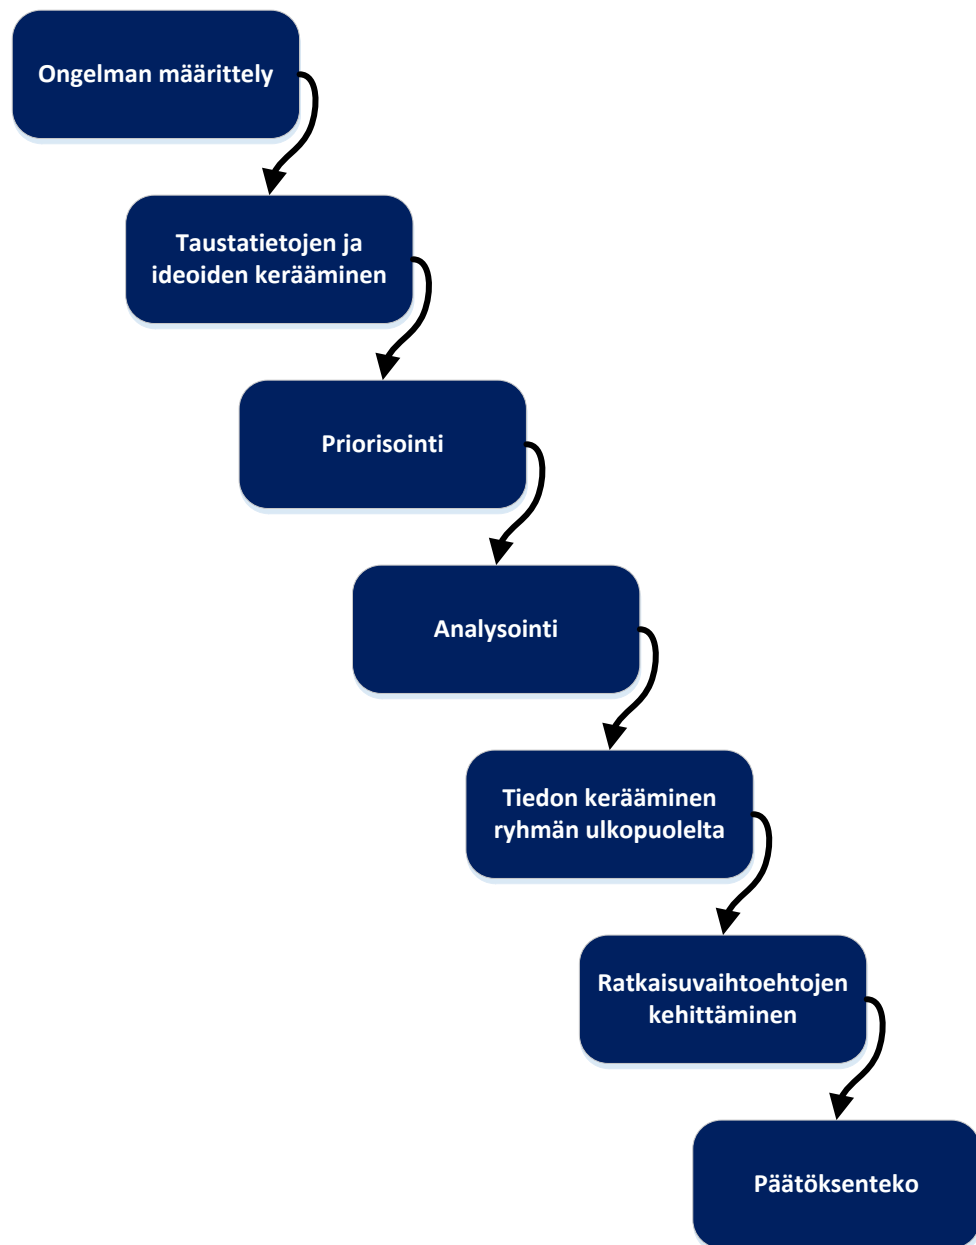 Ongelman määrittely
Taustatietojen ja
ideoiden kerääminen
Priorisointi
Analysointi
Tiedon kerääminen
ryhmän ulkopuolelta
Ratkaisuvaihtoehtojen
kehittäminen
Päätöksenteko